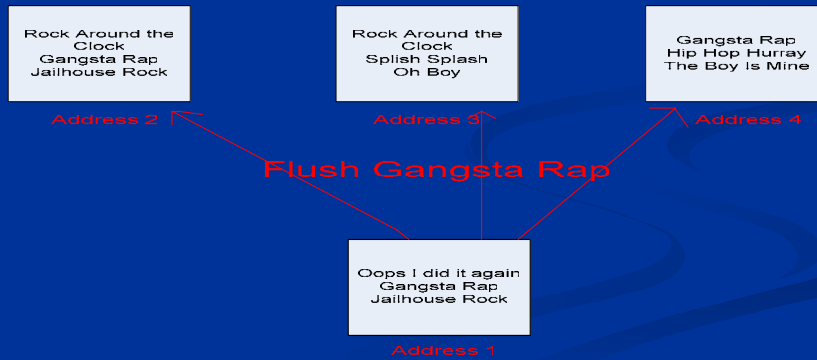 Rock Around the
Clock
Gangsta Rap
Jailhouse Rock
Address 2
Rock Around the
Clock
Splish Splash
Oh Boy
Address 3
Gangsta Rap
Hip Hop Hurray
The Boy Is Mine
Address 4
Flush Gangsta Rap
Oops I did it again
Gangsta Rap
Jailhouse Rock
Address 1